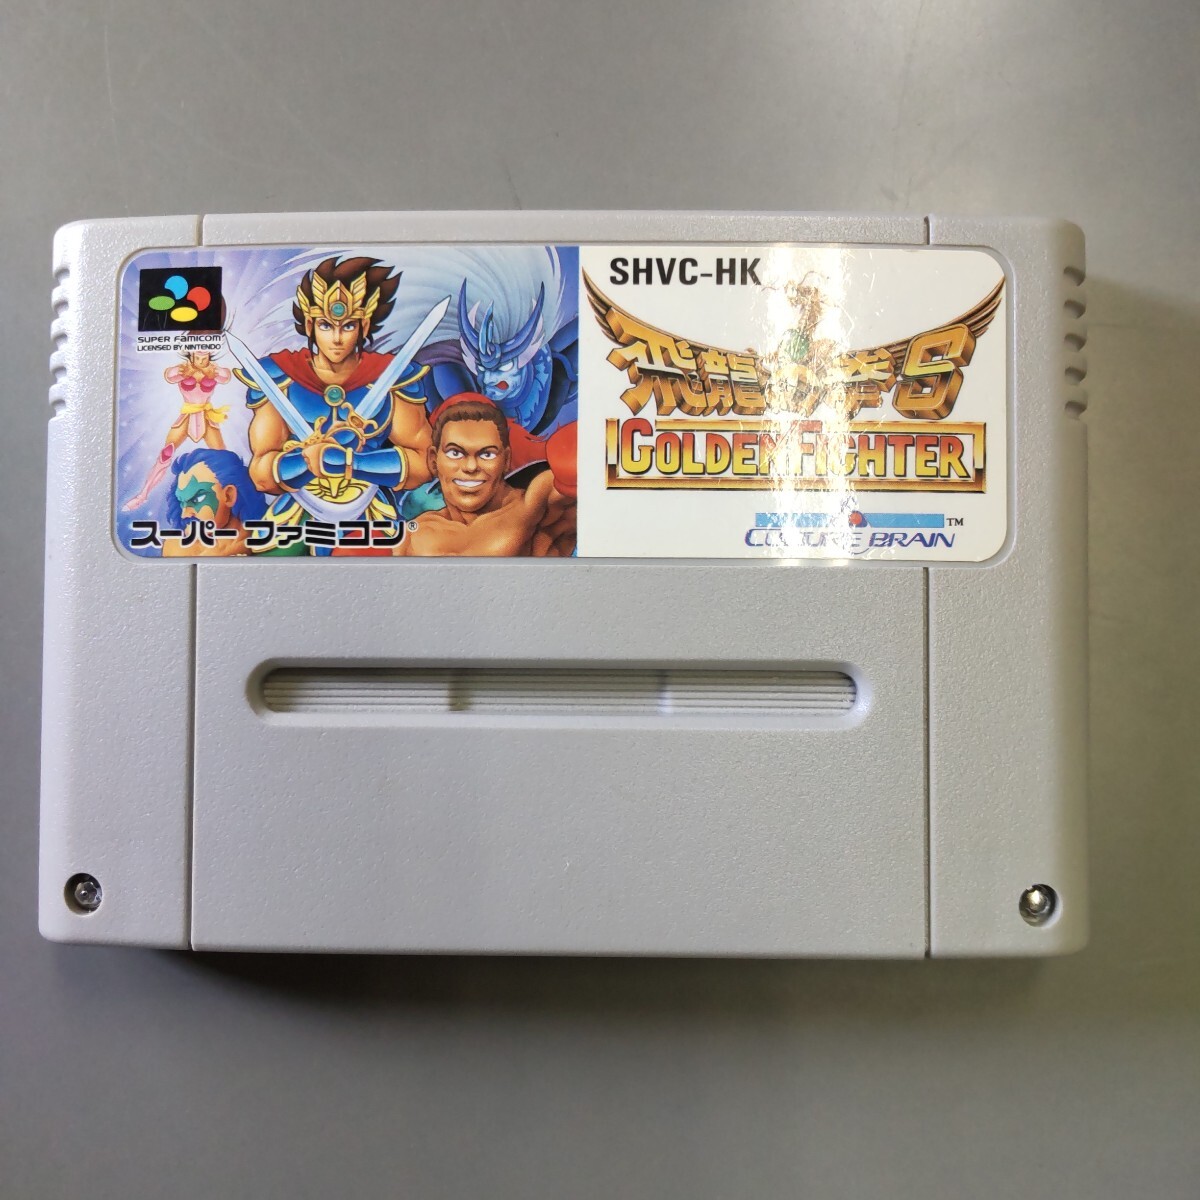 SUPER FAMICOM
LICENSED BY NINTENDO
スーパーファミコン®
SHVC-HK
飛龍の拳S
GOLDEN FIGHTER
CULTURE BRAIN™